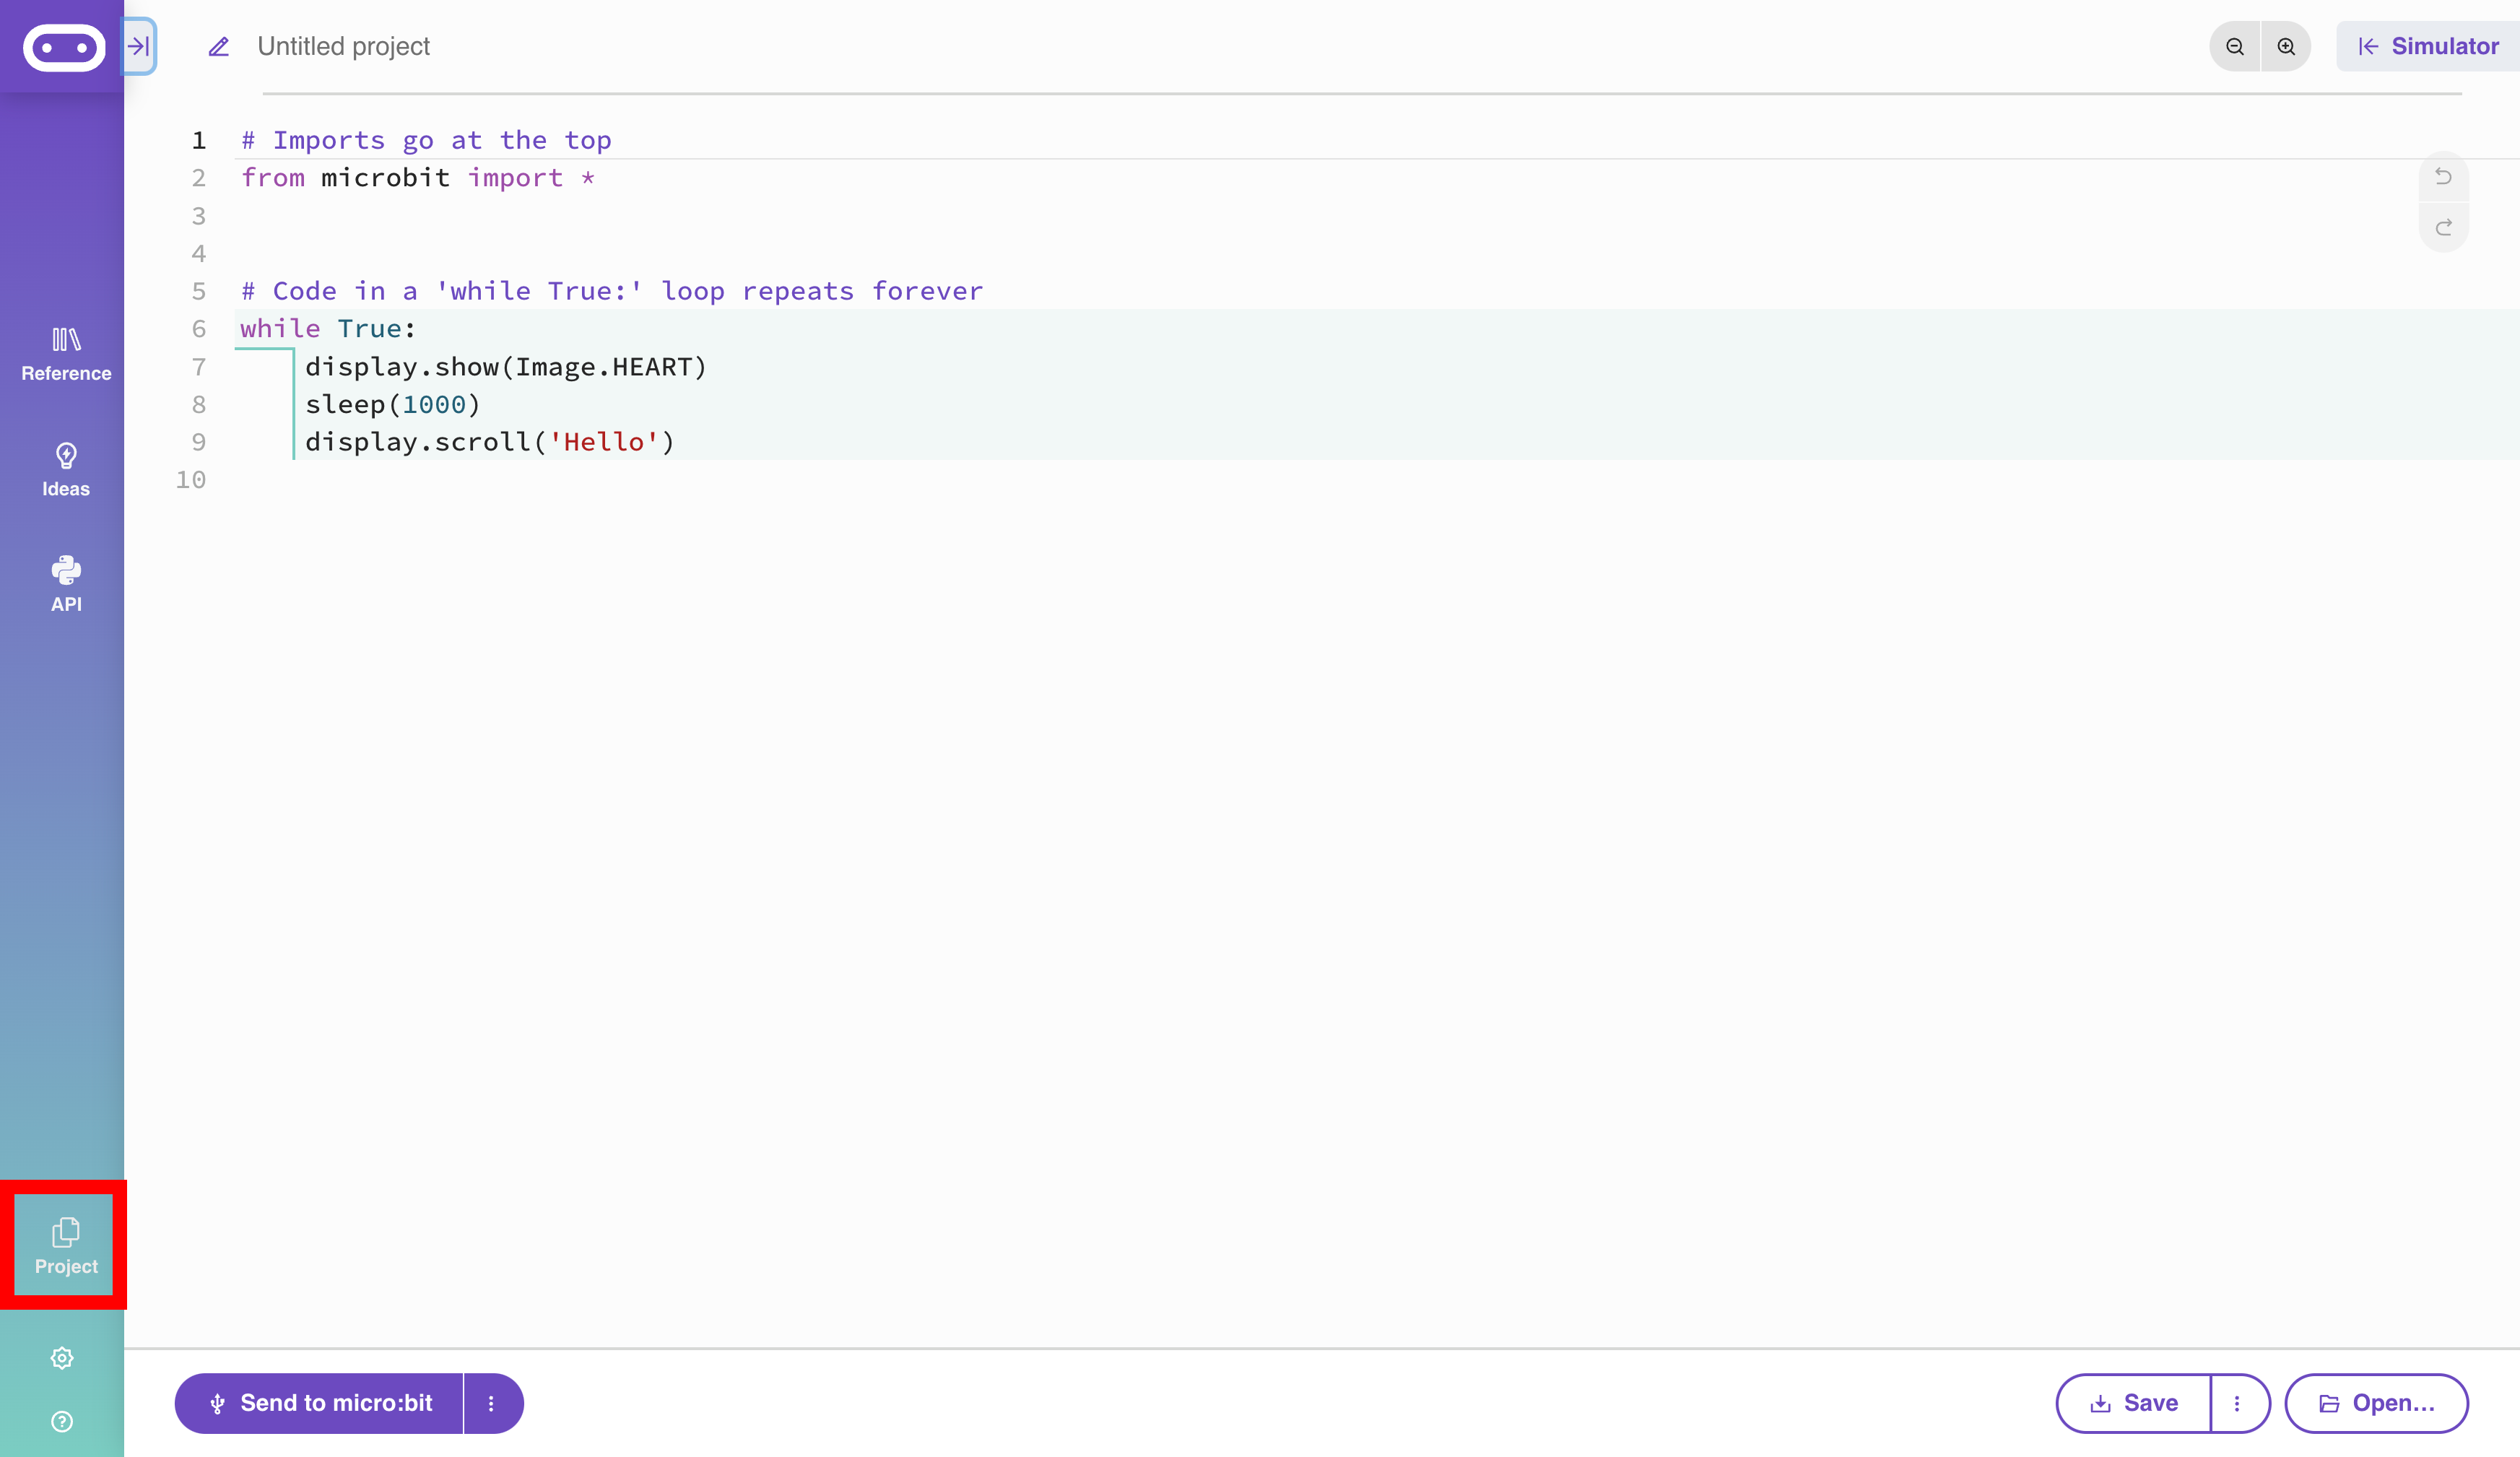 Untitled project
Simulator
1 # Imports go at the top
2 from microbit import *
3
4
5 # Code in a 'while True:' loop repeats forever
6 while True:
7     display.show(Image.HEART)
8     sleep(1000)
9     display.scroll('Hello')
10
Reference
Ideas
API
Project
Send to micro:bit
Save
Open...